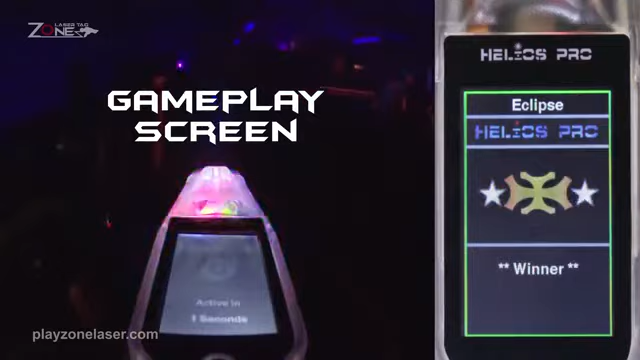 LASER TAG
ZONE
GAMEPLAY
SCREEN
Active in
1 Seconds
playzonelaser.com
HELIOS PRO
Eclipse
HELIOS PRO
** Winner **